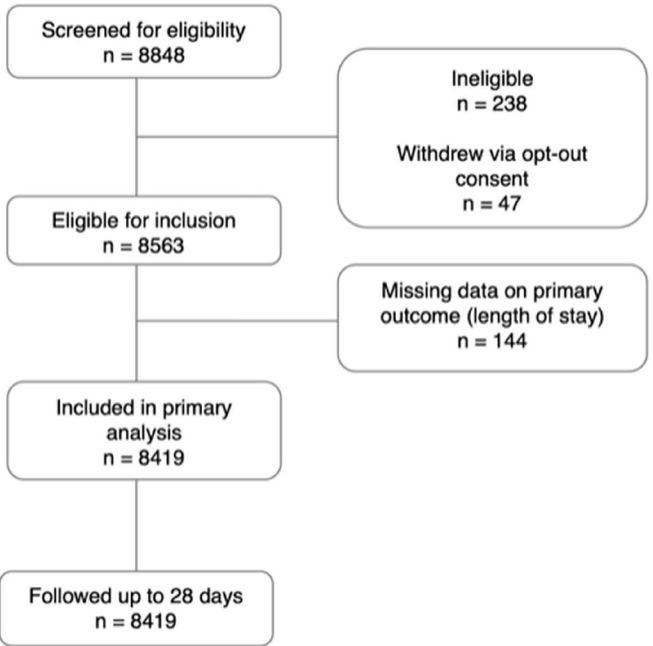 Screened for eligibility
n = 8848
Ineligible
n = 238
Withdrew via opt-out
consent
n = 47
Eligible for inclusion
n = 8563
Missing data on primary
outcome (length of stay)
n = 144
Included in primary
analysis
n = 8419
Followed up to 28 days
n = 8419